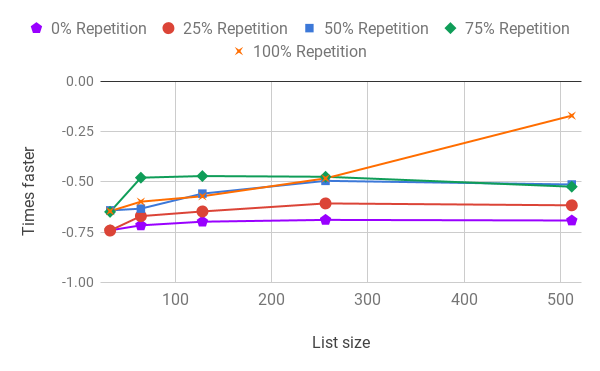 0% Repetition 25% Repetition 50% Repetition 75% Repetition
100% Repetition
0.00
-0.25
-0.50
-0.75
-1.00
Times faster
100 200 300 400 500
List size